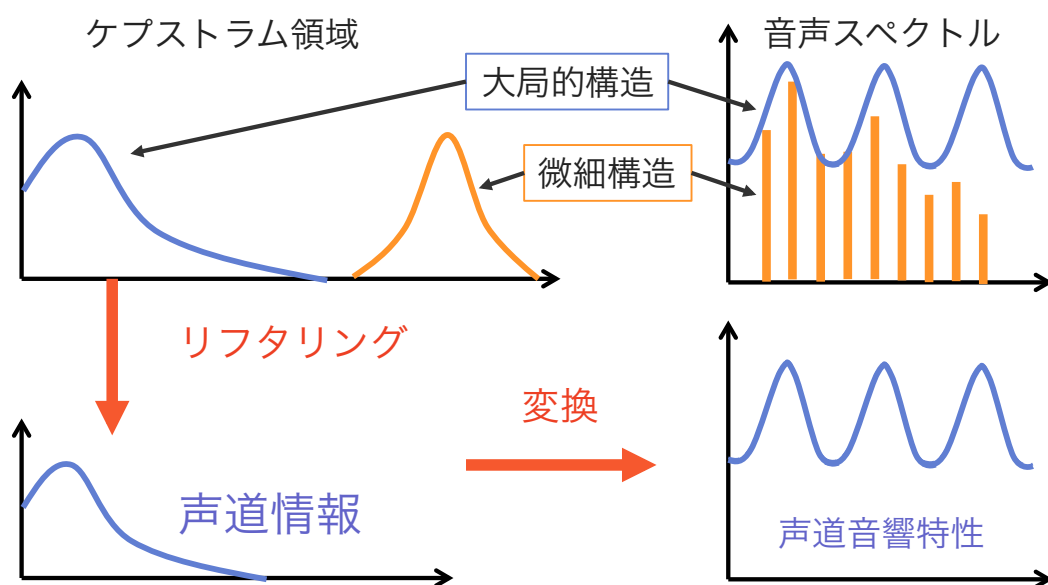 ケプストラム領域
音声スペクトル
大局的構造
微細構造
リフタリング
変換
声道情報
声道音響特性